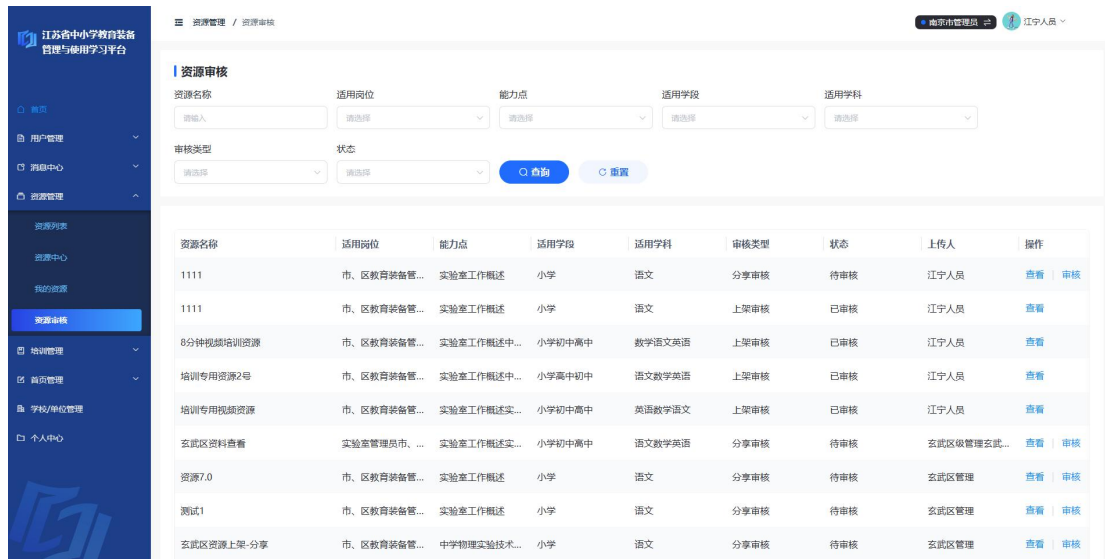 江苏省中小学教育装备
管理与使用学习平台
资源管理 / 资源审核
南京市管理员
江宁人员
首页
用户管理
消息中心
资源管理
资源列表
资源中心
我的资源
资源审核
培训管理
首页管理
学校/单位管理
个人中心
资源审核
资源名称 适用岗位 能力点 适用学段 适用学科
请输入 请选择 请选择 请选择 请选择
审核类型 状态
请选择 请选择 查询 重置
资源名称 适用岗位 能力点 适用学段 适用学科 审核类型 状态 上传人 操作
1111 市、区教育装备管... 实验室工作概述 小学 语文 分享审核 待审核 江宁人员 查看 审核
1111 市、区教育装备管... 实验室工作概述 小学 语文 上架审核 已审核 江宁人员 查看
8分钟视频培训资源 市、区教育装备管... 实验室工作概述中... 小学初中高中 数学语文英语 上架审核 已审核 江宁人员 查看
培训专用资源2号 市、区教育装备管... 实验室工作概述中... 小学高中初中 语文数学英语 上架审核 已审核 江宁人员 查看
培训专用视频资源 市、区教育装备管... 实验室工作概述实... 小学初中高中 英语数学语文 上架审核 已审核 江宁人员 查看
玄武区资料查看 实验室管理员市、... 实验室工作概述实... 小学初中高中 语文数学英语 分享审核 待审核 玄武区级管理玄武... 查看 审核
资源7.0 市、区教育装备管... 实验室工作概述 小学 语文 分享审核 待审核 玄武区管理 查看 审核
测试1 市、区教育装备管... 实验室工作概述 小学 语文 分享审核 待审核 玄武区管理 查看 审核
玄武区资源上架-分享 市、区教育装备管... 中学物理实验技术... 小学 语文 分享审核 待审核 玄武区管理 查看 审核